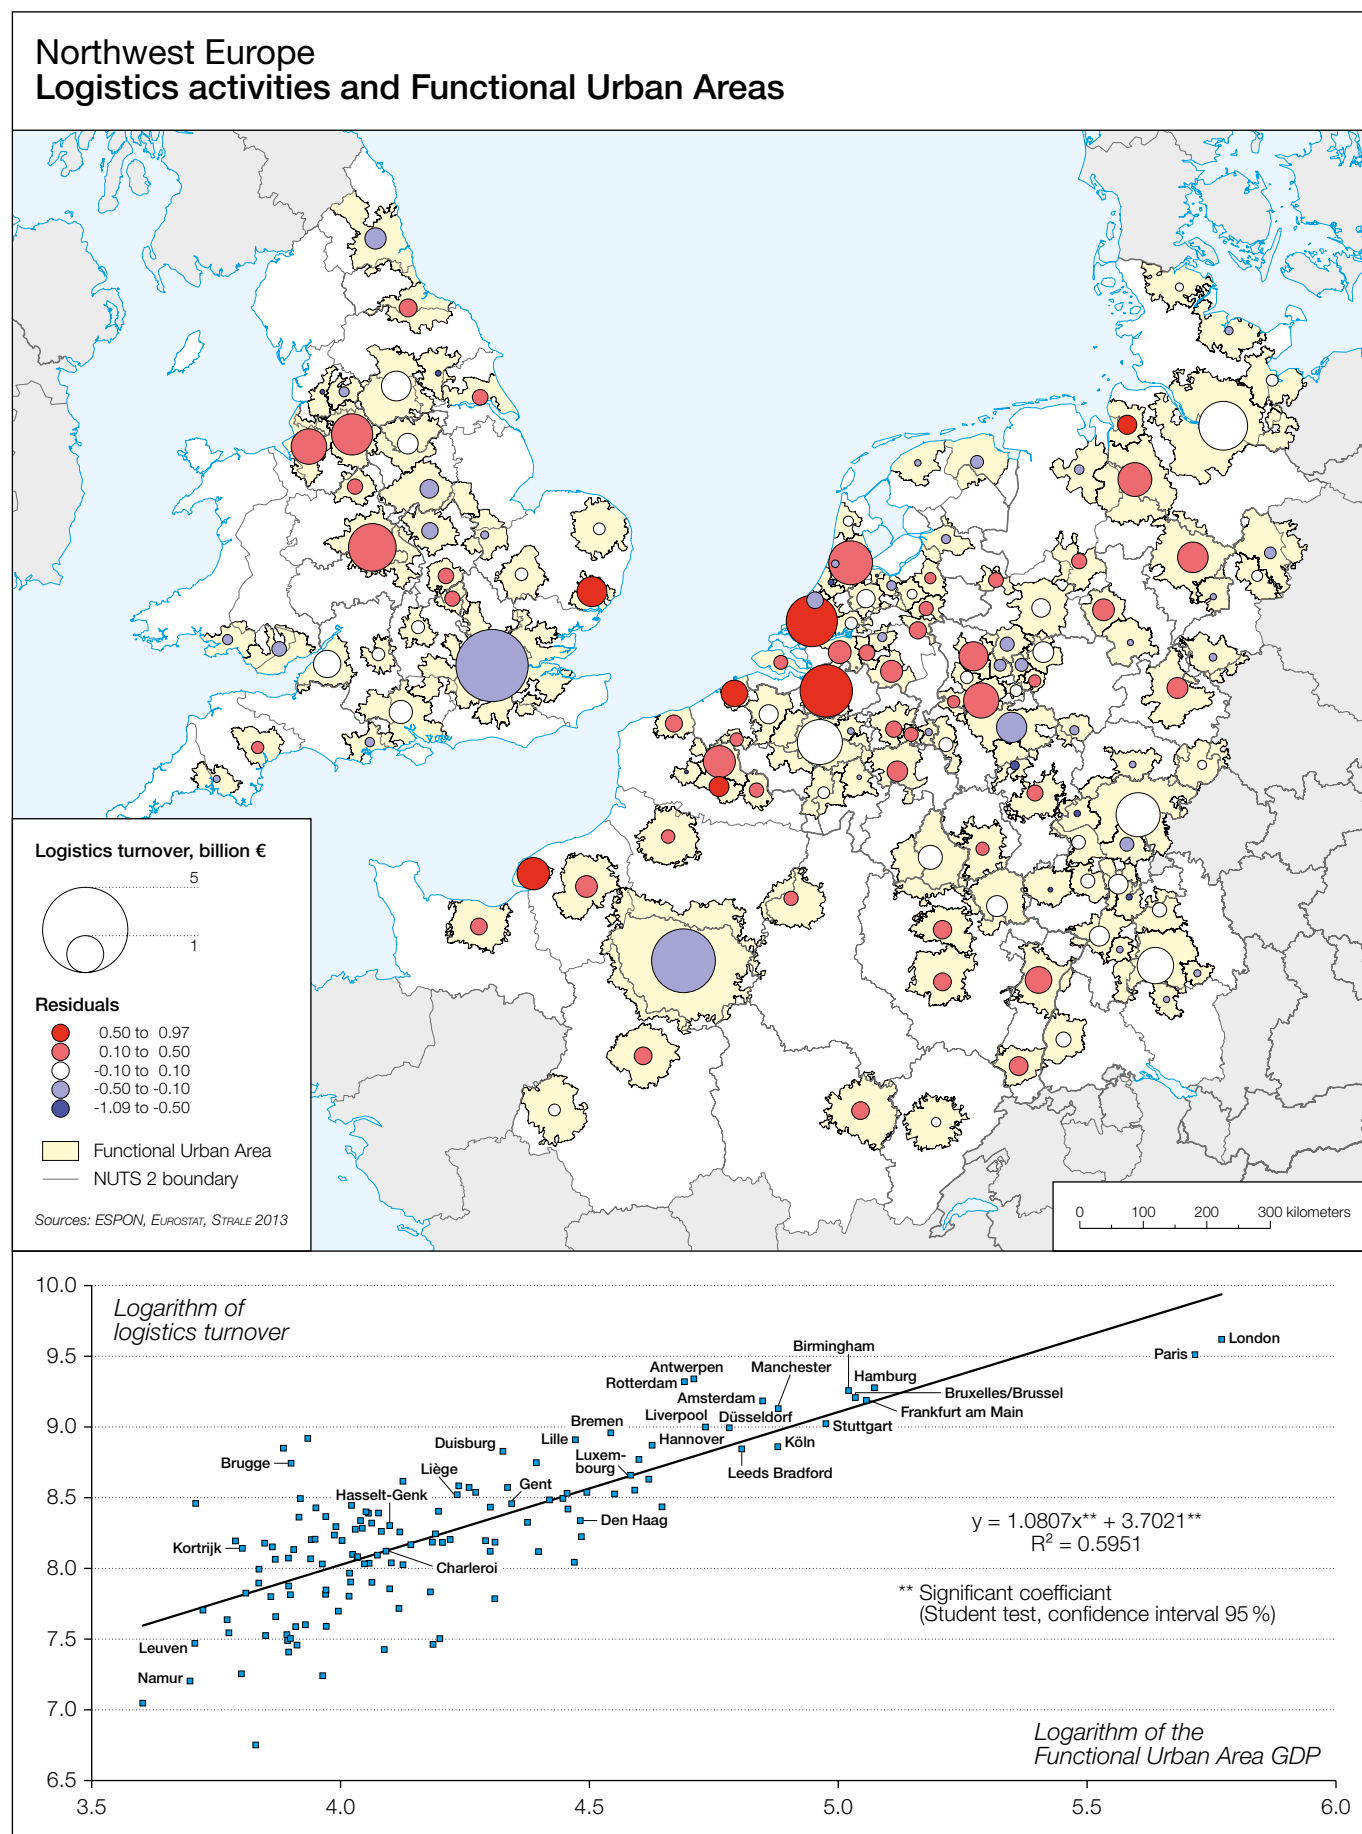 Northwest Europe
Logistics activities and Functional Urban Areas
Logistics turnover, billion €
5
1
Residuals
0.50 to 0.97
0.10 to 0.50
-0.10 to 0.10
-0.50 to -0.10
-1.09 to -0.50
Functional Urban Area
NUTS 2 boundary
Sources: ESPON, EUROSTAT, STRALE 2013
0 100 200 300 kilometers
10.0
9.5
9.0
8.5
8.0
7.5
7.0
6.5
3.5 4.0 4.5 5.0 5.5 6.0
Logarithm of
logistics turnover
London
Paris
Birmingham
Antwerpen
Manchester
Hamburg
Rotterdam
Bruxelles/Brussel
Amsterdam
Frankfurt am Main
Liverpool
Düsseldorf
Stuttgart
Bremen
Lille
Hannover
Köln
Duisburg
Luxem-
bourg
Leeds Bradford
Brugge
Liège
Gent
Hasselt-Genk
Den Haag
Kortrijk
Charleroi
Leuven
Namur
y = 1.0807x** + 3.7021**
R² = 0.5951
** Significant coefficiant
(Student test, confidence interval 95 %)
Logarithm of the
Functional Urban Area GDP